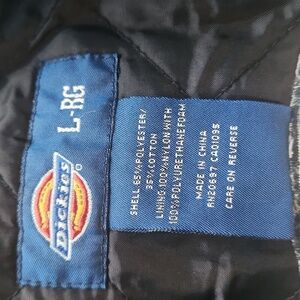 Dickies
L-RG
SHELL: 65% POLYESTER/
35% COTTON
LINING: 100% NYLON WITH
100% POLYURETHANE FOAM
MADE IN CHINA
RN20697 CA01095
CARE ON REVERSE